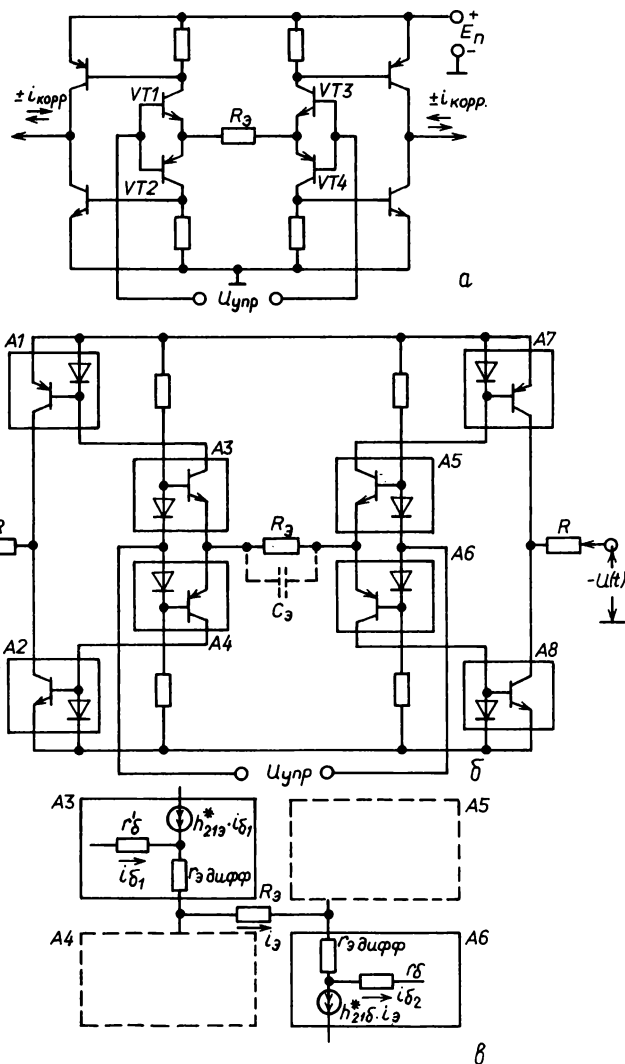 +
Eп
-
±iкорр
±iкорр.
VT1
VT3
Rэ
VT2
VT4
Uупр
а
A1
A7
A3
A5
Rэ
R
R
A6
-U(t)
Cэ
A2
A4
A8
Uупр
б
A3
h*21э·iб1
A5
r'б
iб1
rэ дифф
Rэ
iэ
A4
A6
rэ дифф
rб
h*21б·iэ
iб2
в